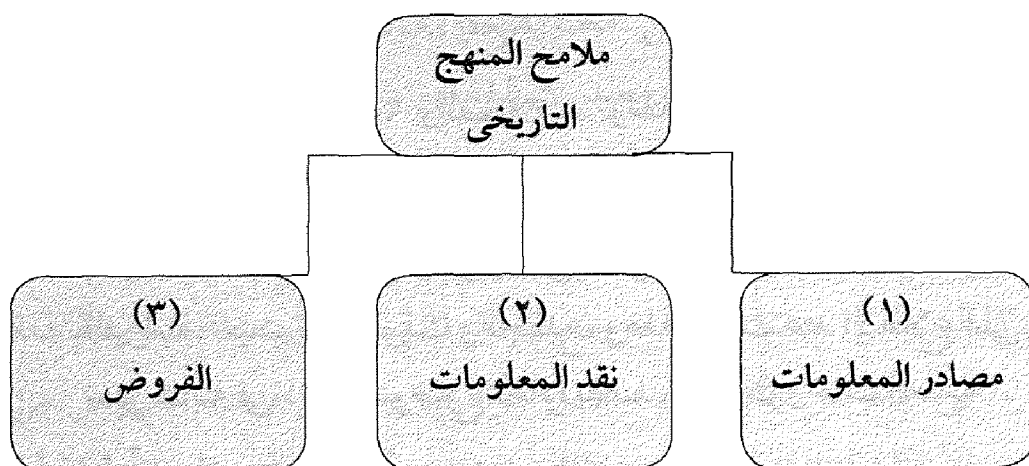 ملامح المنهج
التاريخى
(١)
مصادر المعلومات
(٢)
نقد المعلومات
(٣)
الفروض